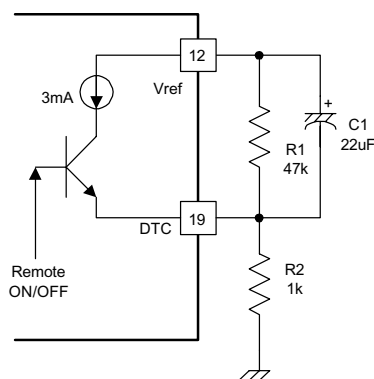 12
Vref
3mA
+
C1
22uF
R1
47k
19
DTC
Remote
ON/OFF
R2
1k